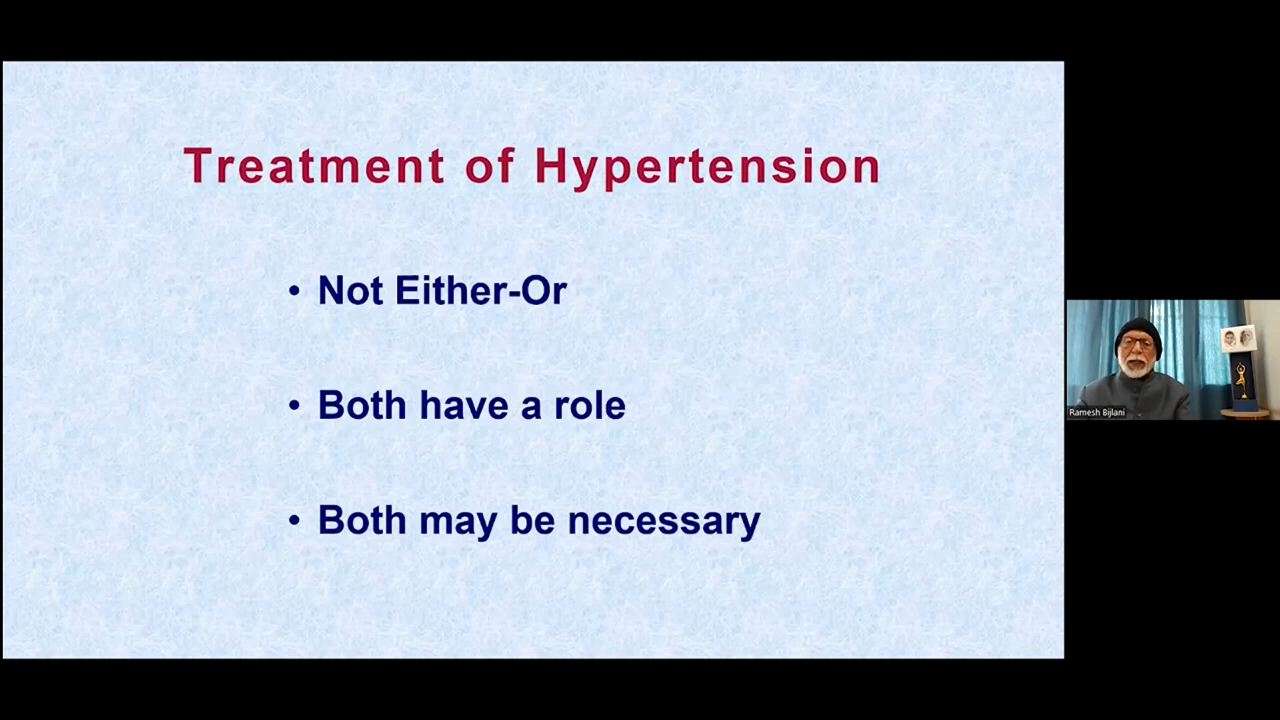 Treatment of Hypertension
• Not Either-Or
• Both have a role
• Both may be necessary
Ramesh Bijlani